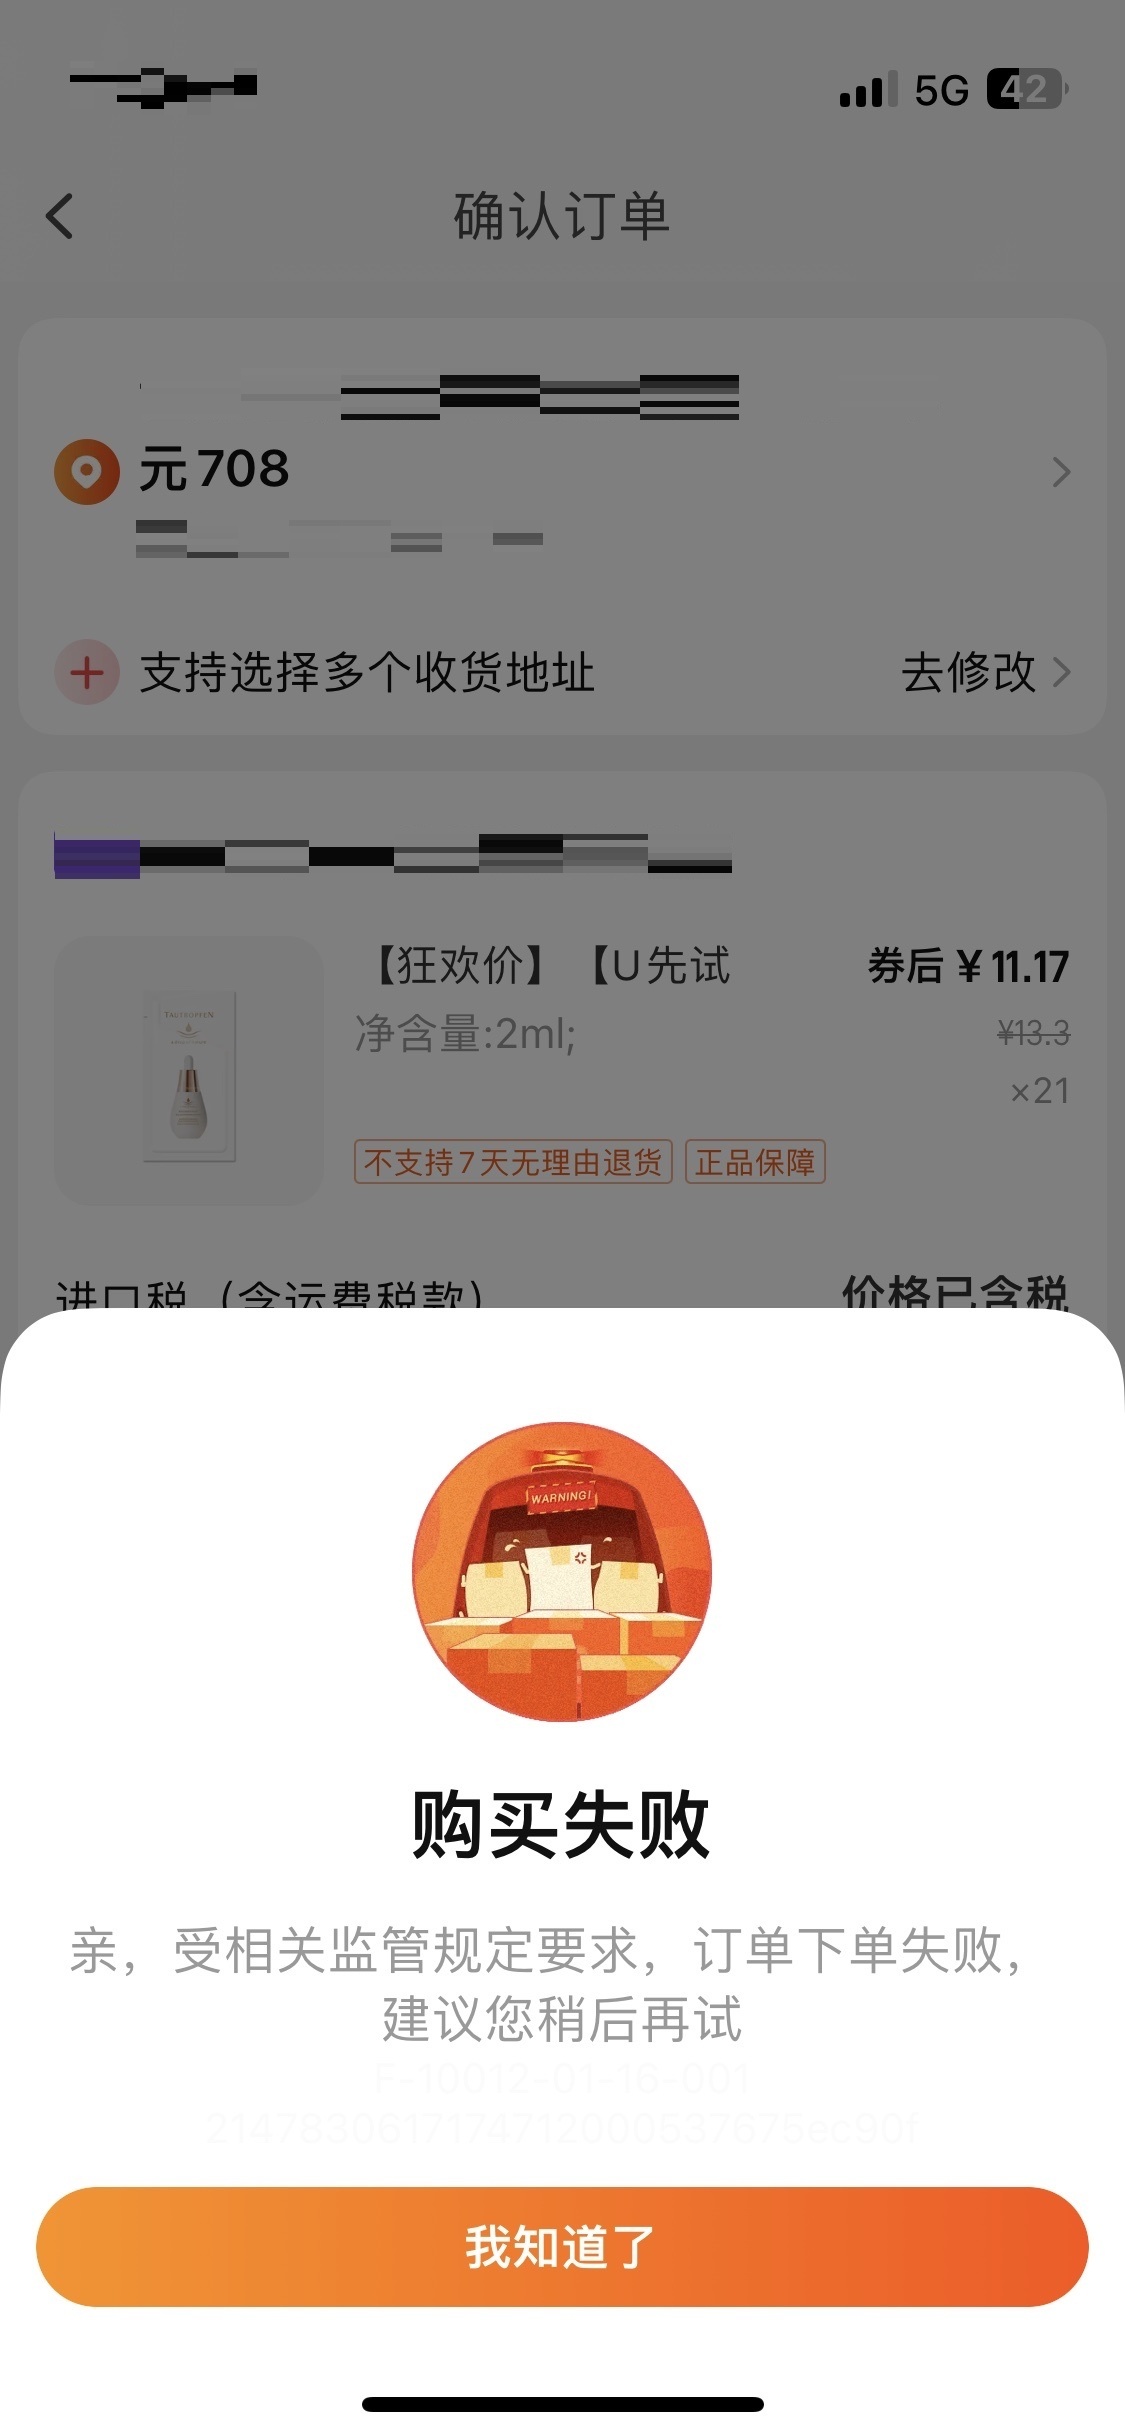 5G 42
确认订单
元708
支持选择多个收货地址 去修改
【狂欢价】【U先试 券后 ¥11.17
净含量:2ml; ¥13.3
×21
TAUTROPFEN
不支持7天无理由退货 正品保障
进口税（含运费税款） 价格已含税
WARNING!
购买失败
亲，受相关监管规定要求，订单下单失败，
建议您稍后再试
F-10012-01-16-001
2147830617174712000537675ec90f
我知道了